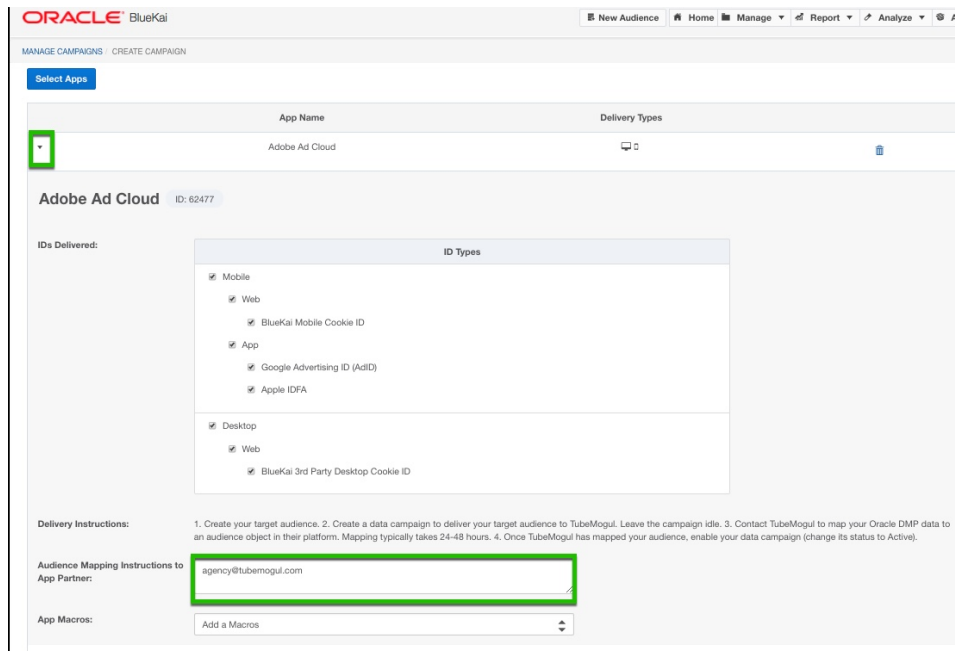 ORACLE BlueKai
New Audience Home Manage Report Analyze
MANAGE CAMPAIGNS / CREATE CAMPAIGN
Select Apps
App Name Delivery Types
Adobe Ad Cloud
Adobe Ad Cloud ID: 62477
IDs Delivered:
ID Types
Mobile
Web
BlueKai Mobile Cookie ID
App
Google Advertising ID (AdID)
Apple IDFA
Desktop
Web
BlueKai 3rd Party Desktop Cookie ID
Delivery Instructions:
1. Create your target audience. 2. Create a data campaign to deliver your target audience to TubeMogul. Leave the campaign idle. 3. Contact TubeMogul to map your Oracle DMP data to
an audience object in their platform. Mapping typically takes 24-48 hours. 4. Once TubeMogul has mapped your audience, enable your data campaign (change its status to Active).
Audience Mapping Instructions to
App Partner:
agency@tubemogul.com
App Macros:
Add a Macros